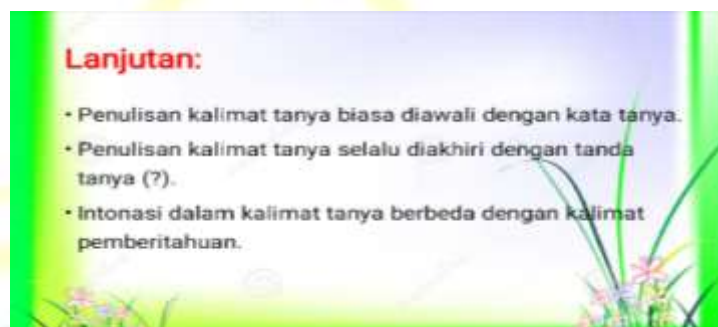 Lanjutan:
• Penulisan kalimat tanya biasa diawali dengan kata tanya.
• Penulisan kalimat tanya selalu diakhiri dengan tanda
tanya (?).
• Intonasi dalam kalimat tanya berbeda dengan kalimat
pemberitahuan.